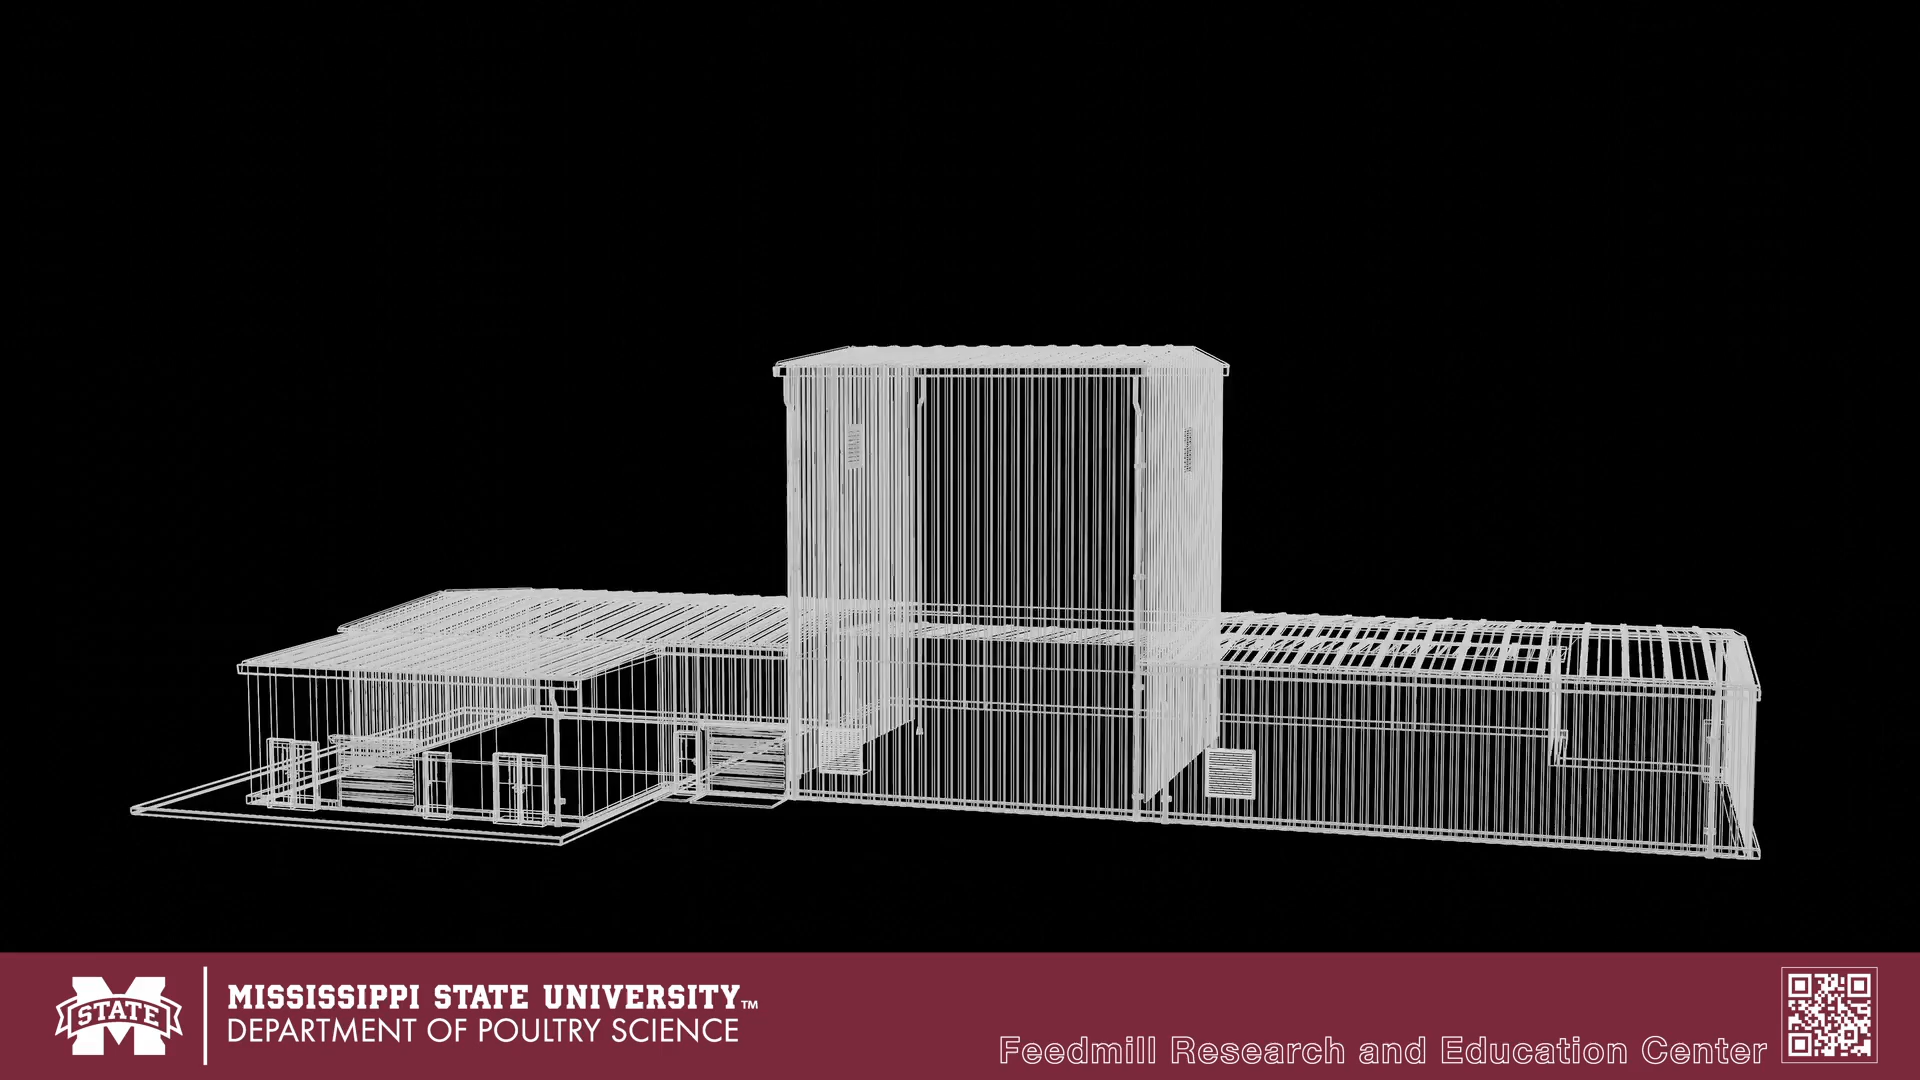 STATE
MISSISSIPPI STATE UNIVERSITY™
DEPARTMENT OF POULTRY SCIENCE
Feedmill Research and Education Center